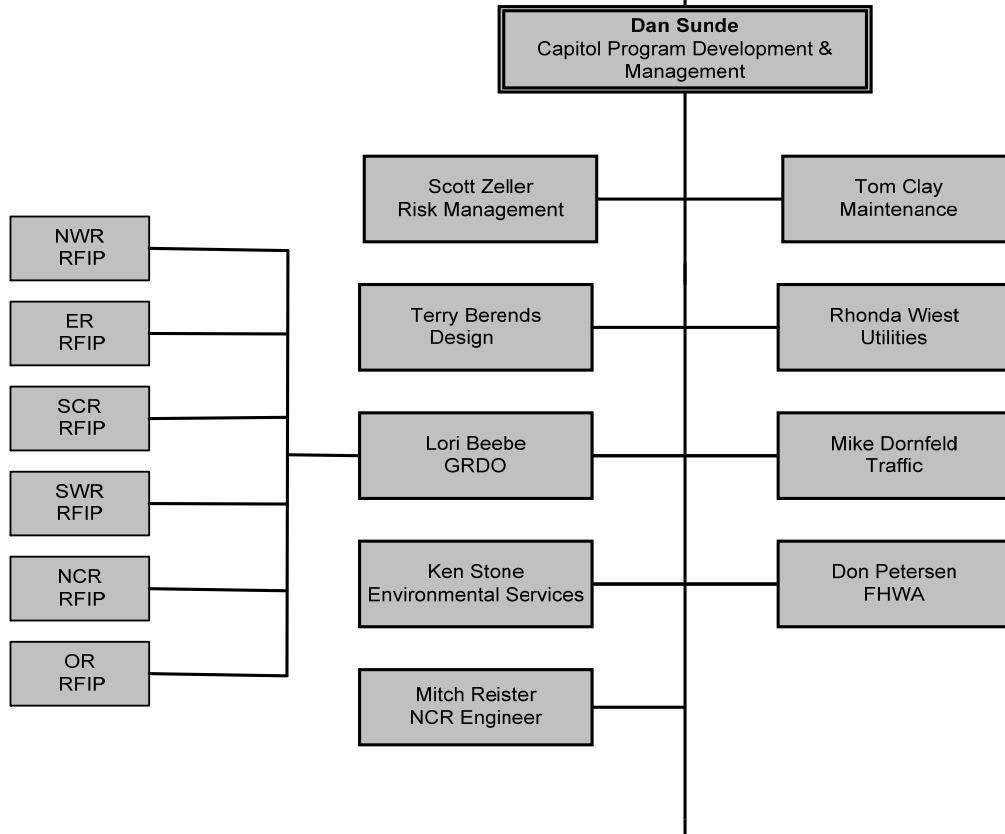 Dan Sunde
Capitol Program Development &
Management
Scott Zeller
Risk Management
Tom Clay
Maintenance
NWR
RFIP
ER
RFIP
SCR
RFIP
SWR
RFIP
NCR
RFIP
OR
RFIP
Terry Berends
Design
Rhonda Wiest
Utilities
Lori Beebe
GRDO
Mike Dornfeld
Traffic
Ken Stone
Environmental Services
Don Petersen
FHWA
Mitch Reister
NCR Engineer